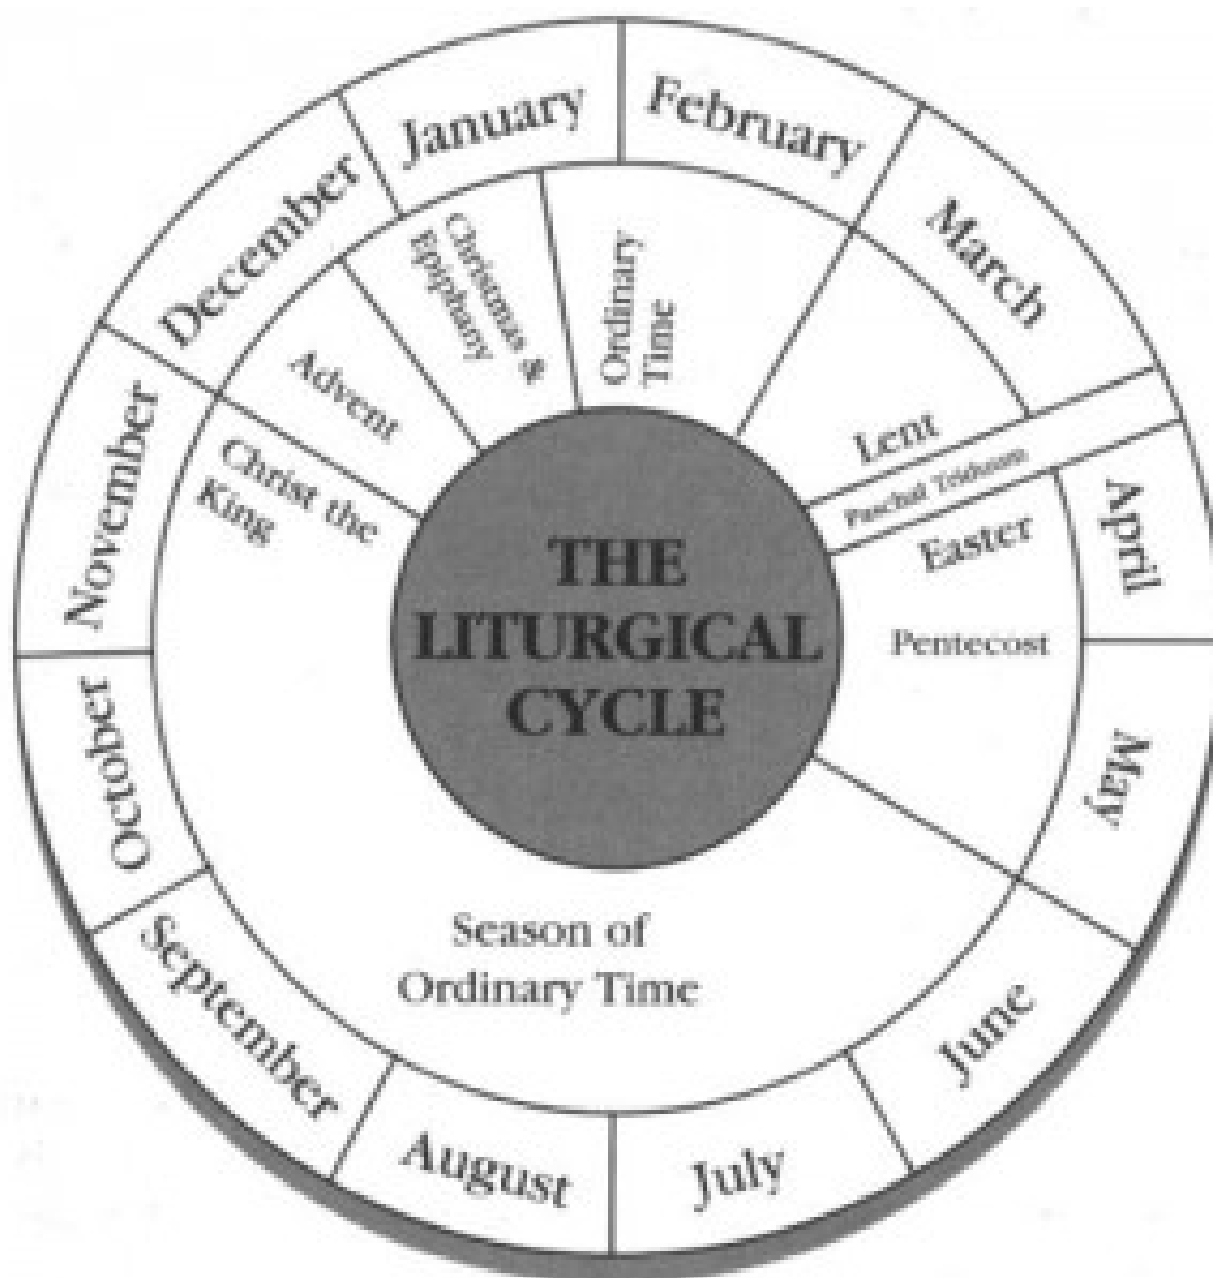 January
February
March
April
May
June
July
August
September
October
November
December
Christmas &
Epiphany
Ordinary
Time
Lent
Paschal Triduum
Easter
Pentecost
Season of
Ordinary Time
Christ the
King
Advent
THE
LITURGICAL
CYCLE